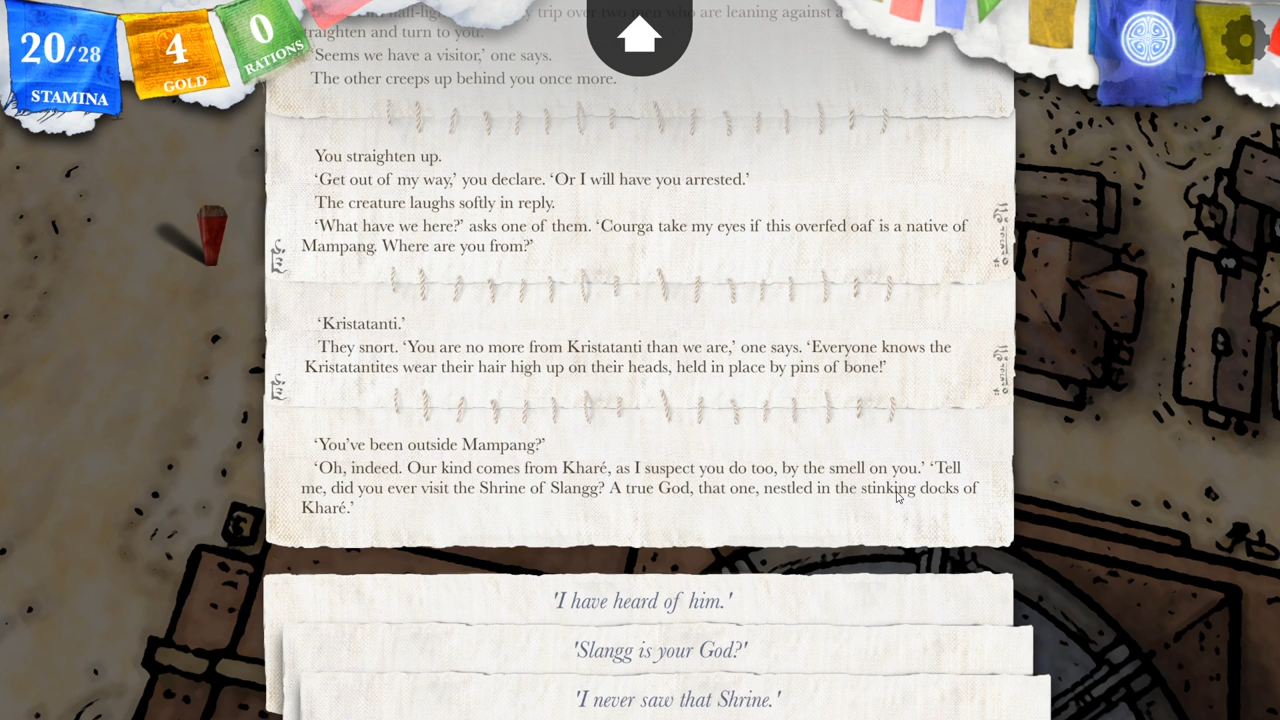 20/28
STAMINA
4
GOLD
0
RATIONS
trip over two men who are leaning against a
straighten and turn to you.
‘Seems we have a visitor,’ one says.
The other creeps up behind you once more.
You straighten up.
‘Get out of my way,’ you declare. ‘Or I will have you arrested.’
The creature laughs softly in reply.
‘What have we here?’ asks one of them. ‘Courga take my eyes if this overfed oaf is a native of
Mampang. Where are you from?’
‘Kristatanti.’
They snort. ‘You are no more from Kristatanti than we are,’ one says. ‘Everyone knows the
Kristatantites wear their hair high up on their heads, held in place by pins of bone!’
‘You’ve been outside Mampang?’
‘Oh, indeed. Our kind comes from Kharé, as I suspect you do too, by the smell on you.’ ‘Tell
me, did you ever visit the Shrine of Slangg? A true God, that one, nestled in the stinking docks of
Kharé.’
'I have heard of him.'
'Slangg is your God?'
'I never saw that Shrine.'